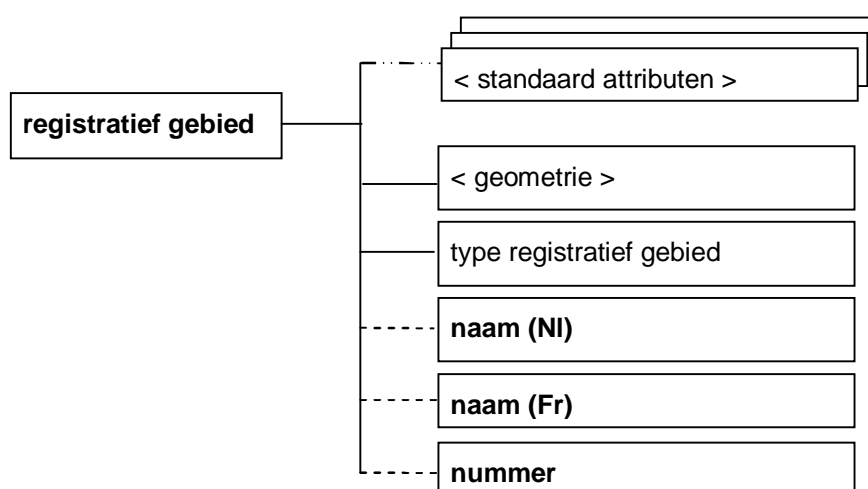 < standaard attributen >
registratief gebied
< geometrie >
type registratief gebied
naam (Nl)
naam (Fr)
nummer